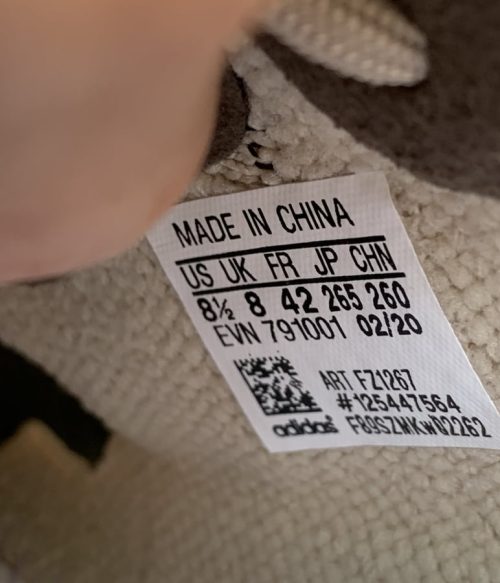 MADE IN CHINA
US UK FR JP CHN
8½ 8 42 265 260
EVN 791001 02/20
ART FZ1267
#125447564
adidas F89SZMKwD2262